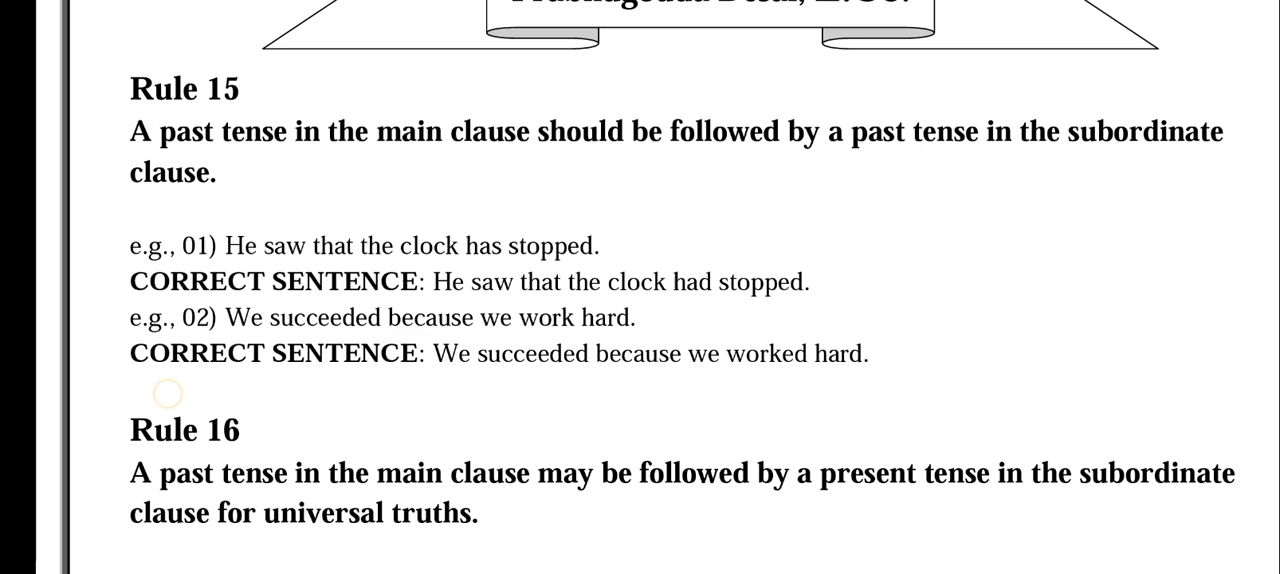 Rule 15
A past tense in the main clause should be followed by a past tense in the subordinate
clause.
e.g., 01) He saw that the clock has stopped.
CORRECT SENTENCE: He saw that the clock had stopped.
e.g., 02) We succeeded because we work hard.
CORRECT SENTENCE: We succeeded because we worked hard.
Rule 16
A past tense in the main clause may be followed by a present tense in the subordinate
clause for universal truths.